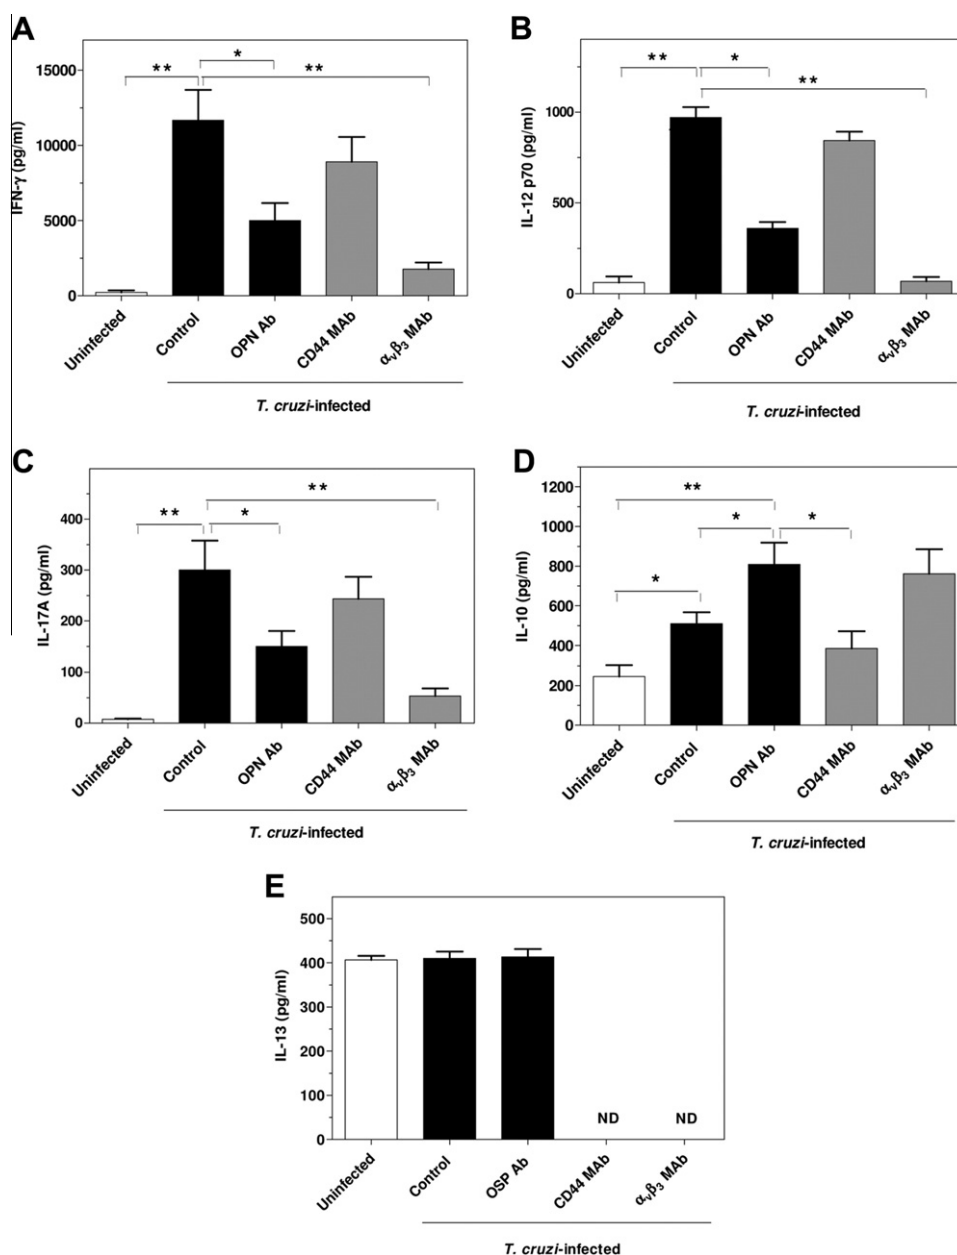 A
IFN-γ (pg/ml)
15000
10000
5000
0
** * **
Uninfected
Control
OPN Ab
CD44 MAb
αvβ3 MAb
T. cruzi-infected
B
IL-12 p70 (pg/ml)
1000
500
0
** * **
Uninfected
Control
OPN Ab
CD44 MAb
αvβ3 MAb
T. cruzi-infected
C
IL-17A (pg/ml)
400
300
200
100
0
** * **
Uninfected
Control
OPN Ab
CD44 MAb
αvβ3 MAb
T. cruzi-infected
D
IL-10 (pg/ml)
1200
1000
800
600
400
200
0
**
* *
*
Uninfected
Control
OPN Ab
CD44 MAb
αvβ3 MAb
T. cruzi-infected
E
IL-13 (pg/ml)
500
400
300
200
100
0
ND ND
Uninfected
Control
OSP Ab
CD44 MAb
αvβ3 MAb
T. cruzi-infected